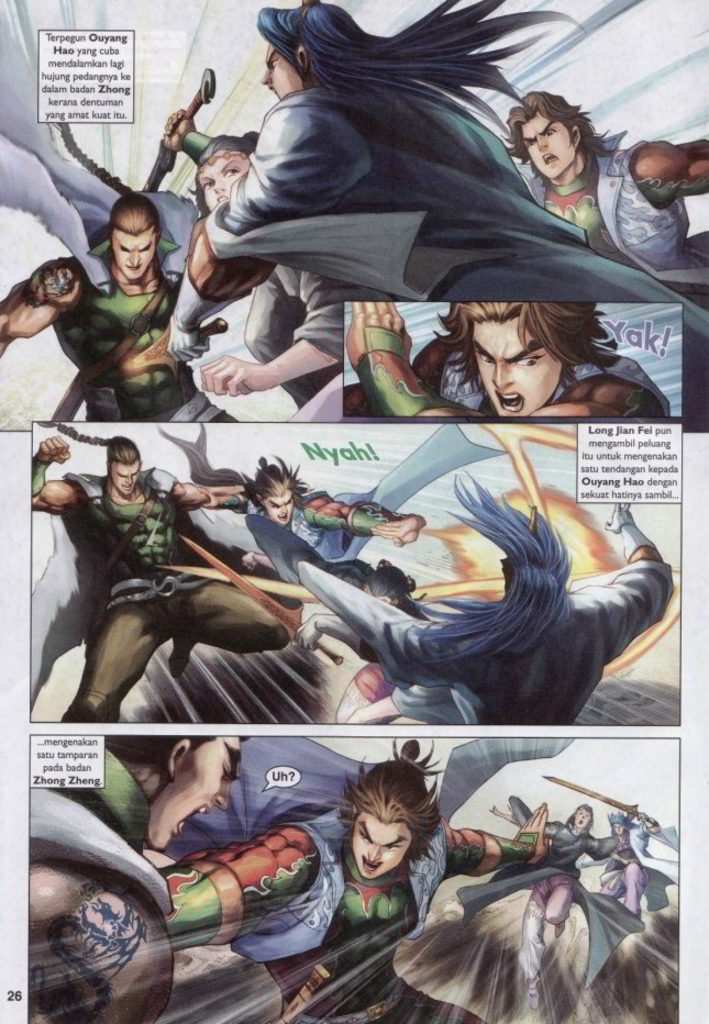 Terpegun Ouyang
Hao yang cuba
mendalamkan lagi
hujung pedangnya ke
dalam badan Zhong
kerana dentuman
yang amat kuat itu.
Yak!
Nyah!
Long Jian Fei pun
mengambil peluang
itu untuk mengenakan
satu tendangan kepada
Ouyang Hao dengan
sekuat hatinya sambil...
...mengenakan
satu tamparan
pada badan
Zhong Zheng.
Uh?
26